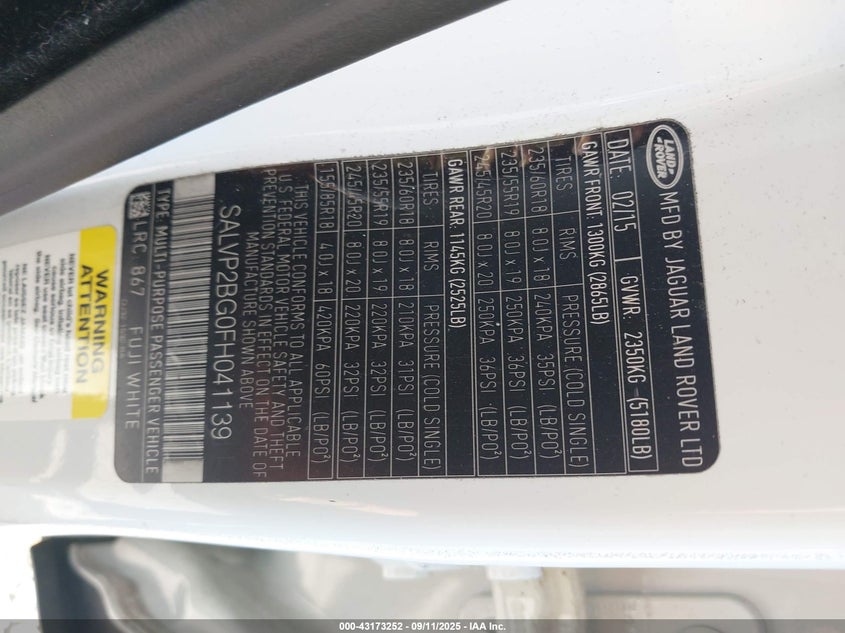 LAND ROVER
MFD BY JAGUAR LAND ROVER LTD
DATE: 02/15 GVWR: 2350KG (5180LB)
GAWR FRONT: 1300KG (2865LB)
TIRES RIMS PRESSURE (COLD SINGLE)
235/60R18 8.0J x 18 240KPA 35PSI (LB/PO²)
235/55R19 8.0J x 19 250KPA 36PSI (LB/PO²)
245/45R20 8.0J x 20 250KPA 36PSI (LB/PO²)
GAWR REAR: 1145KG (2525LB)
TIRES RIMS PRESSURE (COLD SINGLE)
235/60R18 8.0J x 18 210KPA 31PSI (LB/PO²)
235/55R19 8.0J x 19 220KPA 32PSI (LB/PO²)
245/45R20 8.0J x 20 220KPA 32PSI (LB/PO²)
T155/85R18 4.0J x 18 420KPA 60PSI (LB/PO²)
THIS VEHICLE CONFORMS TO ALL APPLICABLE
U.S FEDERAL MOTOR VEHICLE SAFETY AND THEFT
PREVENTION STANDARDS IN EFFECT ON THE DATE OF
MANUFACTURE SHOWN ABOVE
SALVP2BG0FH041139
TYPE: MULTI-PURPOSE PASSENGER VEHICLE
LRC 867 FUJI WHITE
WARNING
ATTENTION
000-43173252 - 09/11/2025 - IAA Inc.